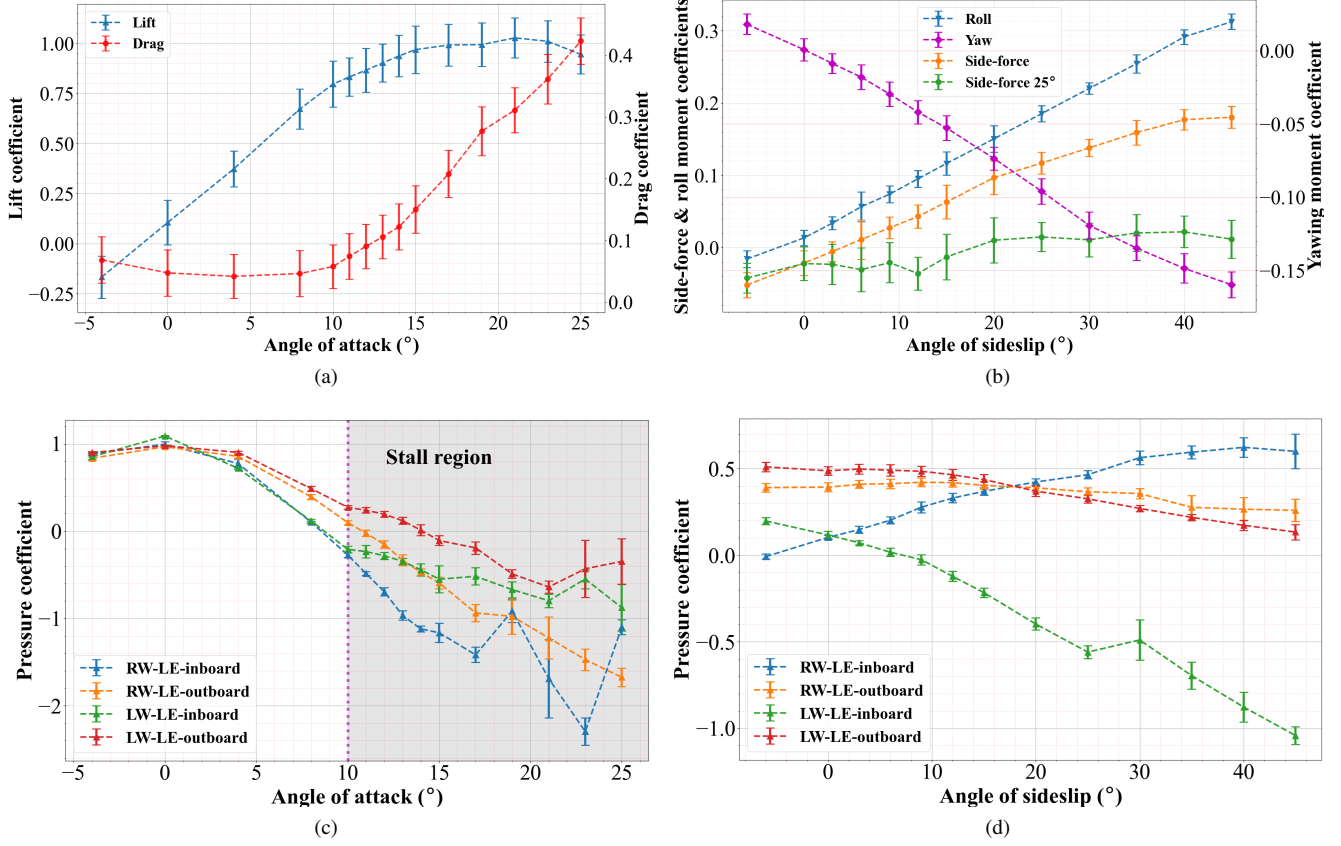 Lift
Drag
1.00
0.75
0.50
0.25
0.00
−0.25
Lift coefficient
0.4
0.3
0.2
0.1
0.0
Drag coefficient
−5 0 5 10 15 20 25
Angle of attack (°)
(a)
Roll
Yaw
Side-force
Side-force 25°
0.3
0.2
0.1
0.0
Side-force & roll moment coefficients
0.00
−0.05
−0.10
−0.15
Yawing moment coefficient
0 10 20 30 40
Angle of sideslip (°)
(b)
1
0
−1
−2
Pressure coefficient
Stall region
RW-LE-inboard
RW-LE-outboard
LW-LE-inboard
LW-LE-outboard
−5 0 5 10 15 20 25
Angle of attack (°)
(c)
0.5
0.0
−0.5
−1.0
Pressure coefficient
RW-LE-inboard
RW-LE-outboard
LW-LE-inboard
LW-LE-outboard
0 10 20 30 40
Angle of sideslip (°)
(d)